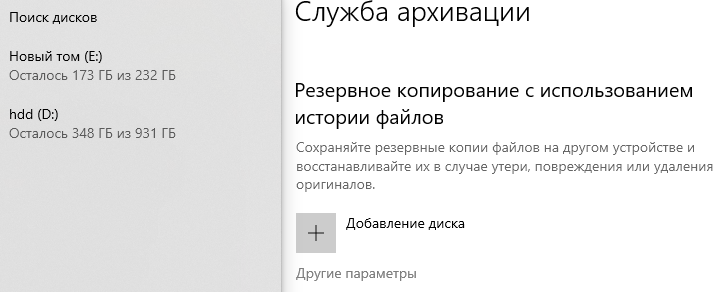 Поиск дисков
Новый том (E:)
Осталось 173 ГБ из 232 ГБ
hdd (D:)
Осталось 348 ГБ из 931 ГБ
Служба архивации
Резервное копирование с использованием
истории файлов
Сохраняйте резервные копии файлов на другом устройстве и
восстанавливайте их в случае утери, повреждения или удаления
оригиналов.
Добавление диска
Другие параметры